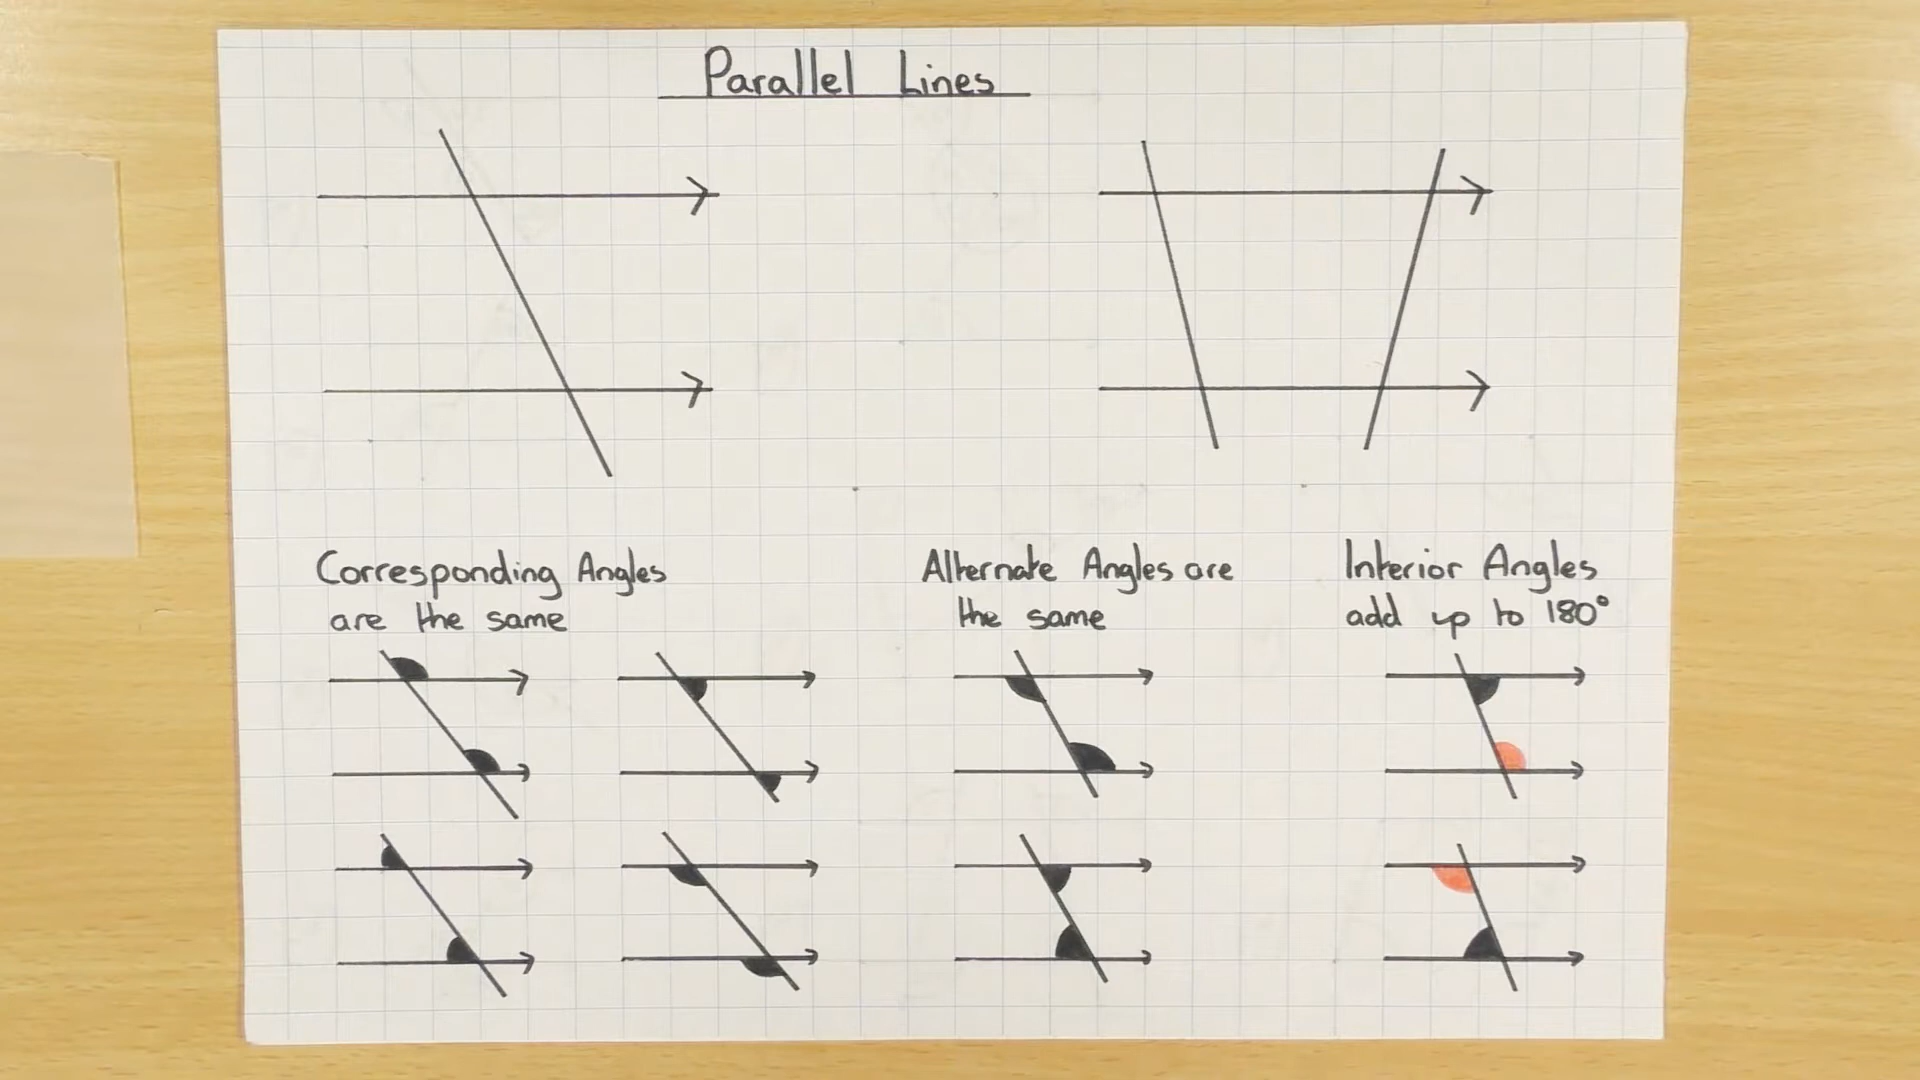 Parallel Lines
Corresponding Angles
are the same
Alternate Angles are
the same
Interior Angles
add up to 180°